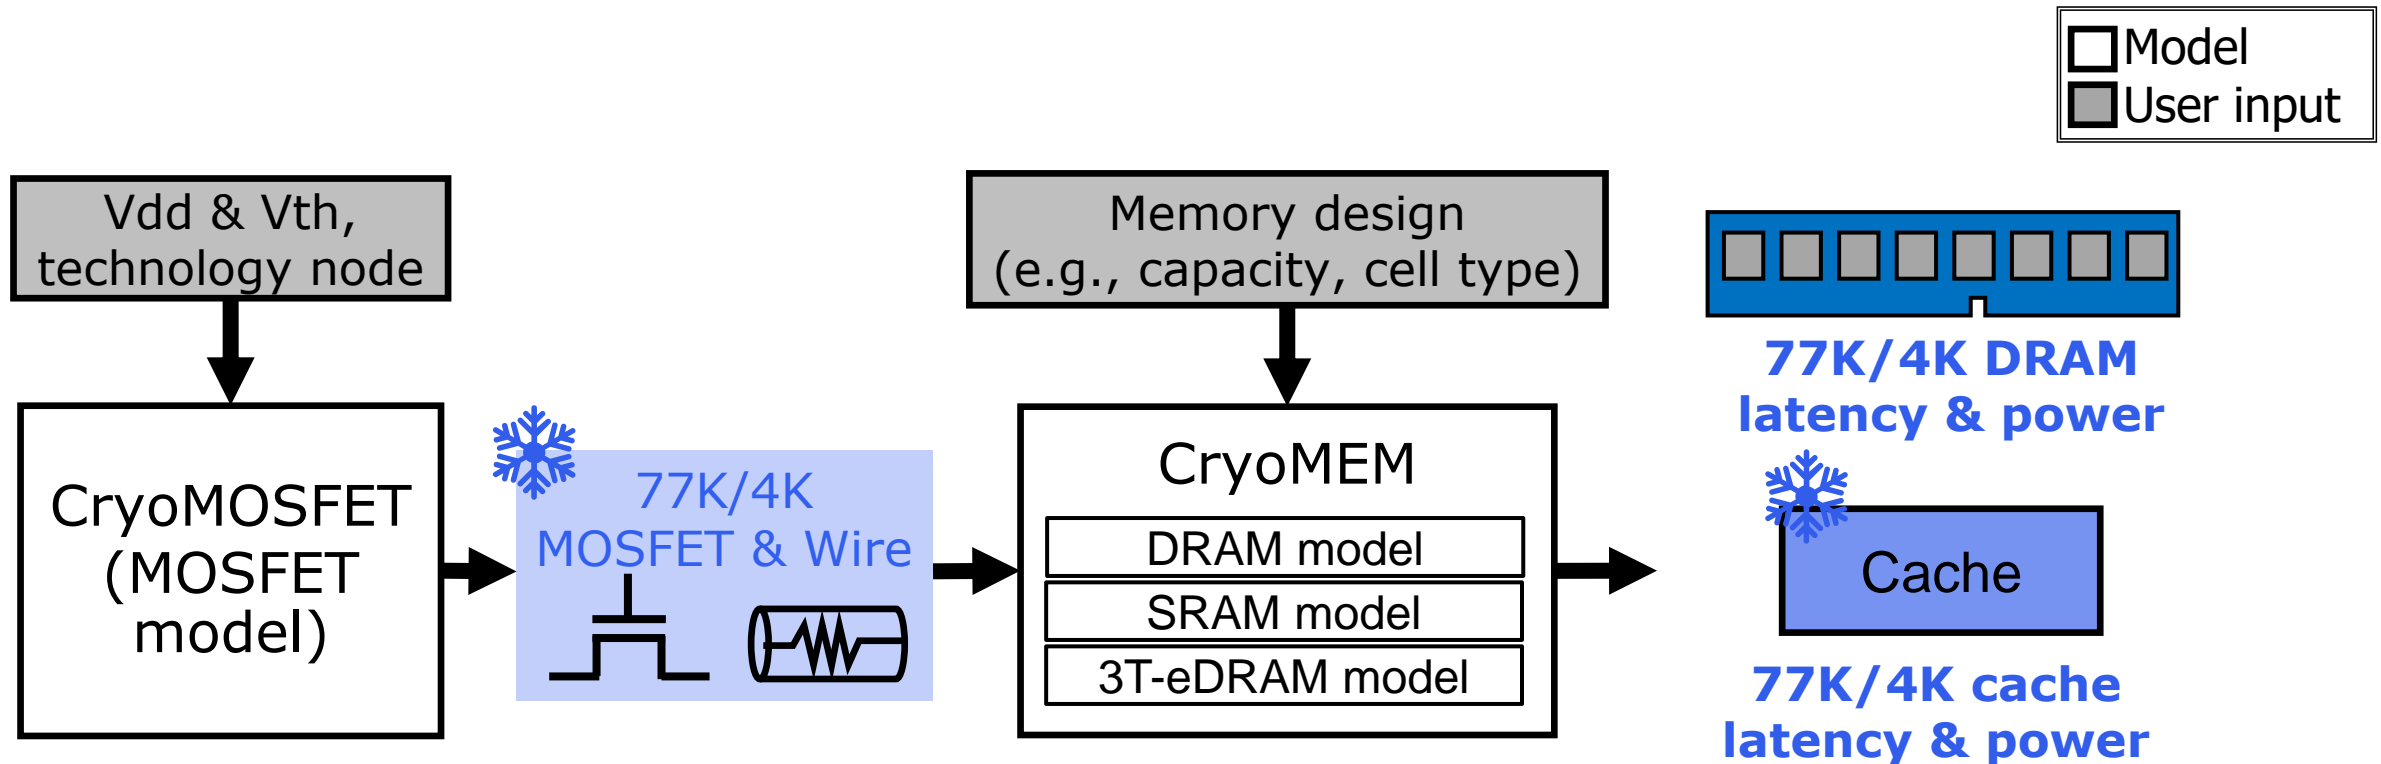 Model
User input
Vdd & Vth,
technology node
Memory design
(e.g., capacity, cell type)
CryoMOSFET
(MOSFET
model)
77K/4K
MOSFET & Wire
CryoMEM
DRAM model
SRAM model
3T-eDRAM model
77K/4K DRAM
latency & power
Cache
77K/4K cache
latency & power